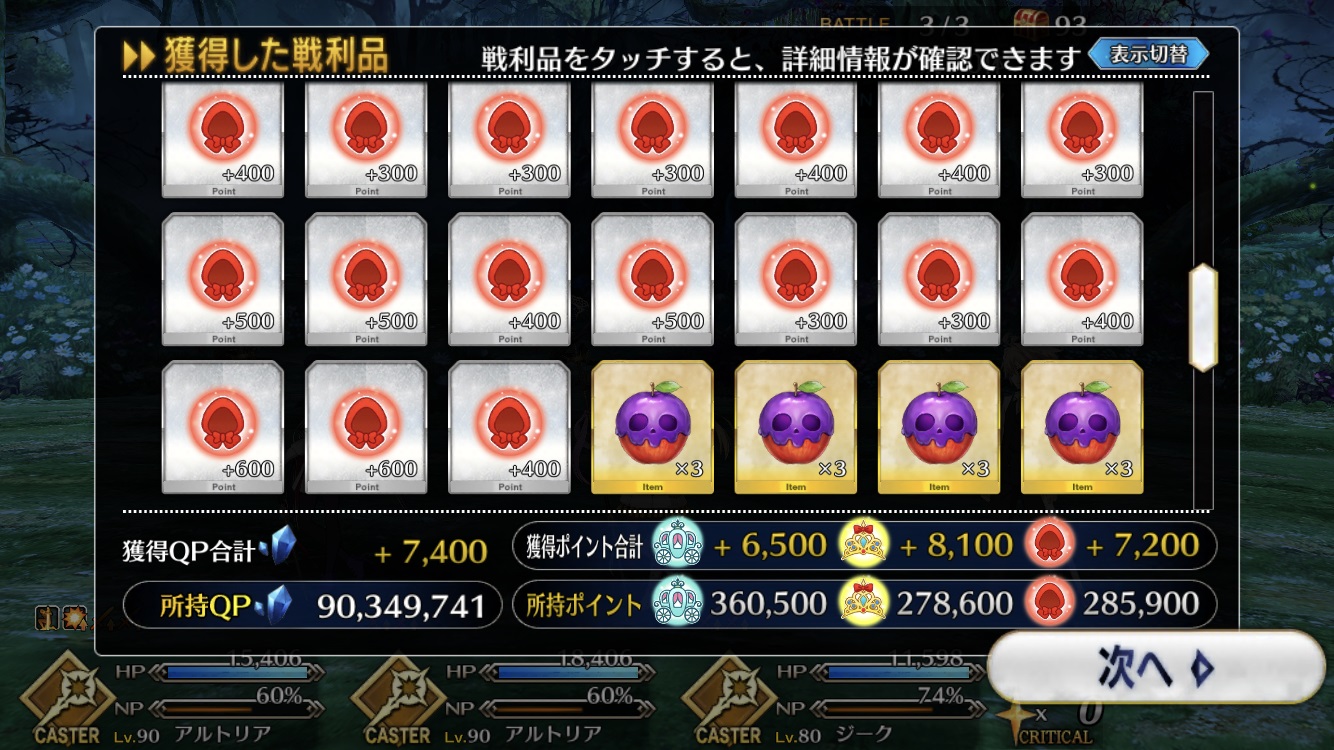 BATTLE 3/3 93
獲得した戦利品 戦利品をタッチすると、詳細情報が確認できます 表示切替
+400 +300 +300 +300 +400 +400 +300
Point Point Point Point Point Point Point
+500 +500 +400 +500 +300 +300 +400
Point Point Point Point Point Point Point
+600 +600 +400 ×3 ×3 ×3 ×3
Point Point Point Item Item Item Item
獲得QP合計 + 7,400 獲得ポイント合計 + 6,500 + 8,100 + 7,200
所持QP 90,349,741 所持ポイント 360,500 278,600 285,900
次へ
HP 15,406 HP 18,406 HP 11,598
NP 60% NP 60% NP 74% x 0
CASTER Lv.90 アルトリア CASTER Lv.90 アルトリア CASTER Lv.80 ジーク CRITICAL